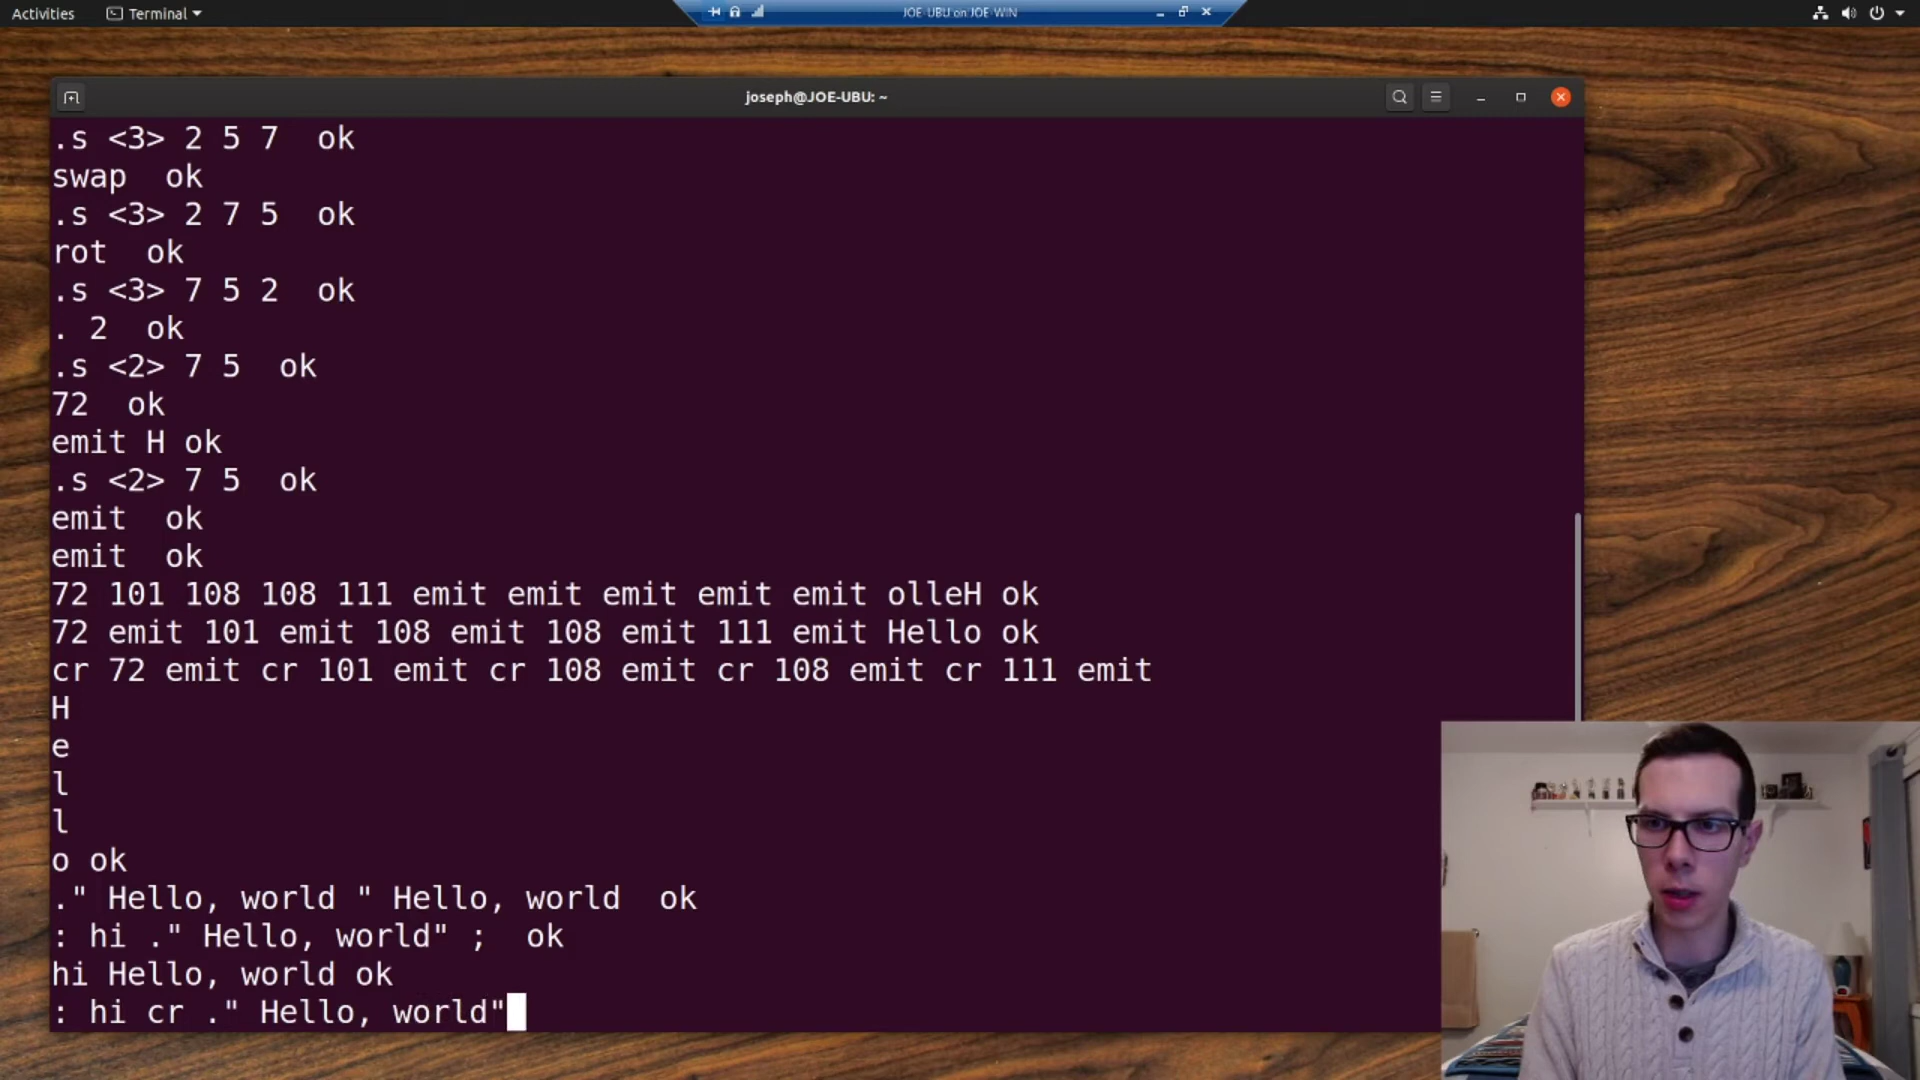 Activities
Terminal
JOE-UBU on JOE-WIN
joseph@JOE-UBU: ~
.s <3> 2 5 7  ok
swap  ok
.s <3> 2 7 5  ok
rot  ok
.s <3> 7 5 2  ok
. 2  ok
.s <2> 7 5  ok
72  ok
emit H ok
.s <2> 7 5  ok
emit  ok
emit  ok
72 101 108 108 111 emit emit emit emit emit olleH ok
72 emit 101 emit 108 emit 108 emit 111 emit Hello ok
cr 72 emit cr 101 emit cr 108 emit cr 108 emit cr 111 emit
H
e
l
l
o ok
." Hello, world " Hello, world  ok
: hi ." Hello, world" ;  ok
hi Hello, world ok
: hi cr ." Hello, world"